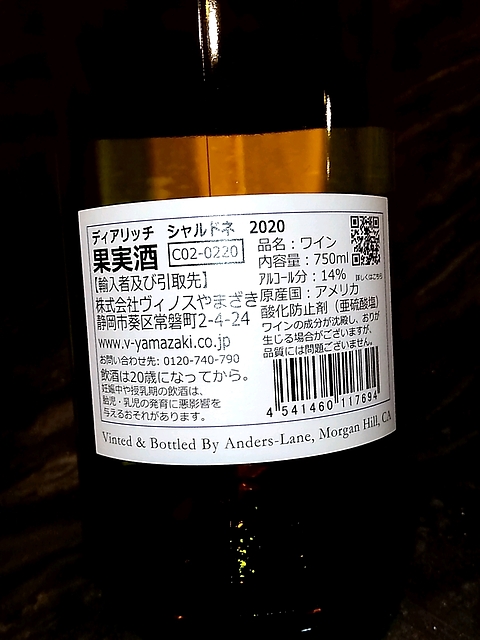 ディアリッチ シャルドネ 2020
果実酒 C02-0220
【輸入者及び引取先】
株式会社ヴィノスやまざき
静岡市葵区常磐町2-4-24
www.v-yamazaki.co.jp
お問い合わせ先: 0120-740-790
飲酒は20歳になってから。
妊娠中や授乳期の飲酒は、
胎児・乳児の発育に悪影響を
与えるおそれがあります。
品名：ワイン
内容量：750ml
アルコール分：14%
詳しくはこちら
原産国：アメリカ
酸化防止剤（亜硫酸塩）
ワインの成分が沈殿し、おりが
生じる場合がございますが、
品質には問題ございません。
4 541460 117694
Vinted & Bottled By Anders-Lane, Morgan Hill, CA